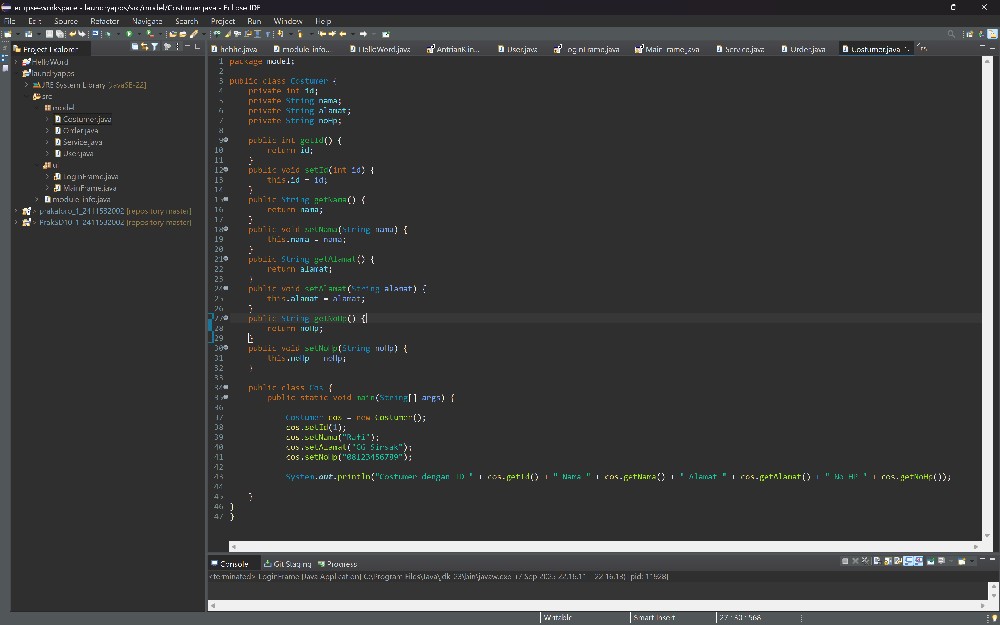 eclipse-workspace - laundryapps/src/model/Costumer.java - Eclipse IDE
File Edit Source Refactor Navigate Search Project Run Window Help
Project Explorer
hehhe.java module-info.... HelloWord.java AntrianKlin... User.java LoginFrame.java MainFrame.java Service.java Order.java Costumer.java »85
HelloWord
laundryapps
JRE System Library [JavaSE-22]
src
model
Costumer.java
Order.java
Service.java
User.java
ui
LoginFrame.java
MainFrame.java
module-info.java
> prakalpro_1_2411532002 [repository master]
> PrakSD10_1_2411532002 [repository master]
1 package model;
2
3 public class Costumer {
4     private int id;
5     private String nama;
6     private String alamat;
7     private String noHp;
8
9     public int getId() {
10         return id;
11     }
12     public void setId(int id) {
13         this.id = id;
14     }
15     public String getNama() {
16         return nama;
17     }
18     public void setNama(String nama) {
19         this.nama = nama;
20     }
21     public String getAlamat() {
22         return alamat;
23     }
24     public void setAlamat(String alamat) {
25         this.alamat = alamat;
26     }
27     public String getNoHp() {
28         return noHp;
29     }
30     public void setNoHp(String noHp) {
31         this.noHp = noHp;
32     }
33
34     public class Cos {
35         public static void main(String[] args) {
36
37             Costumer cos = new Costumer();
38             cos.setId(1);
39             cos.setNama("Rafi");
40             cos.setAlamat("GG Sirsak");
41             cos.setNoHp("08123456789");
42
43             System.out.println("Costumer dengan ID " + cos.getId() + " Nama " + cos.getNama() + " Alamat " + cos.getAlamat() + " No HP " + cos.getNoHp());
44
45     }
46 }
47 }
Console Git Staging Progress
<terminated> LoginFrame [Java Application] C:\Program Files\Java\jdk-23\bin\javaw.exe (7 Sep 2025 22.16.11 – 22.16.13) [pid: 11928]
Writable Smart Insert 27 : 30 : 568